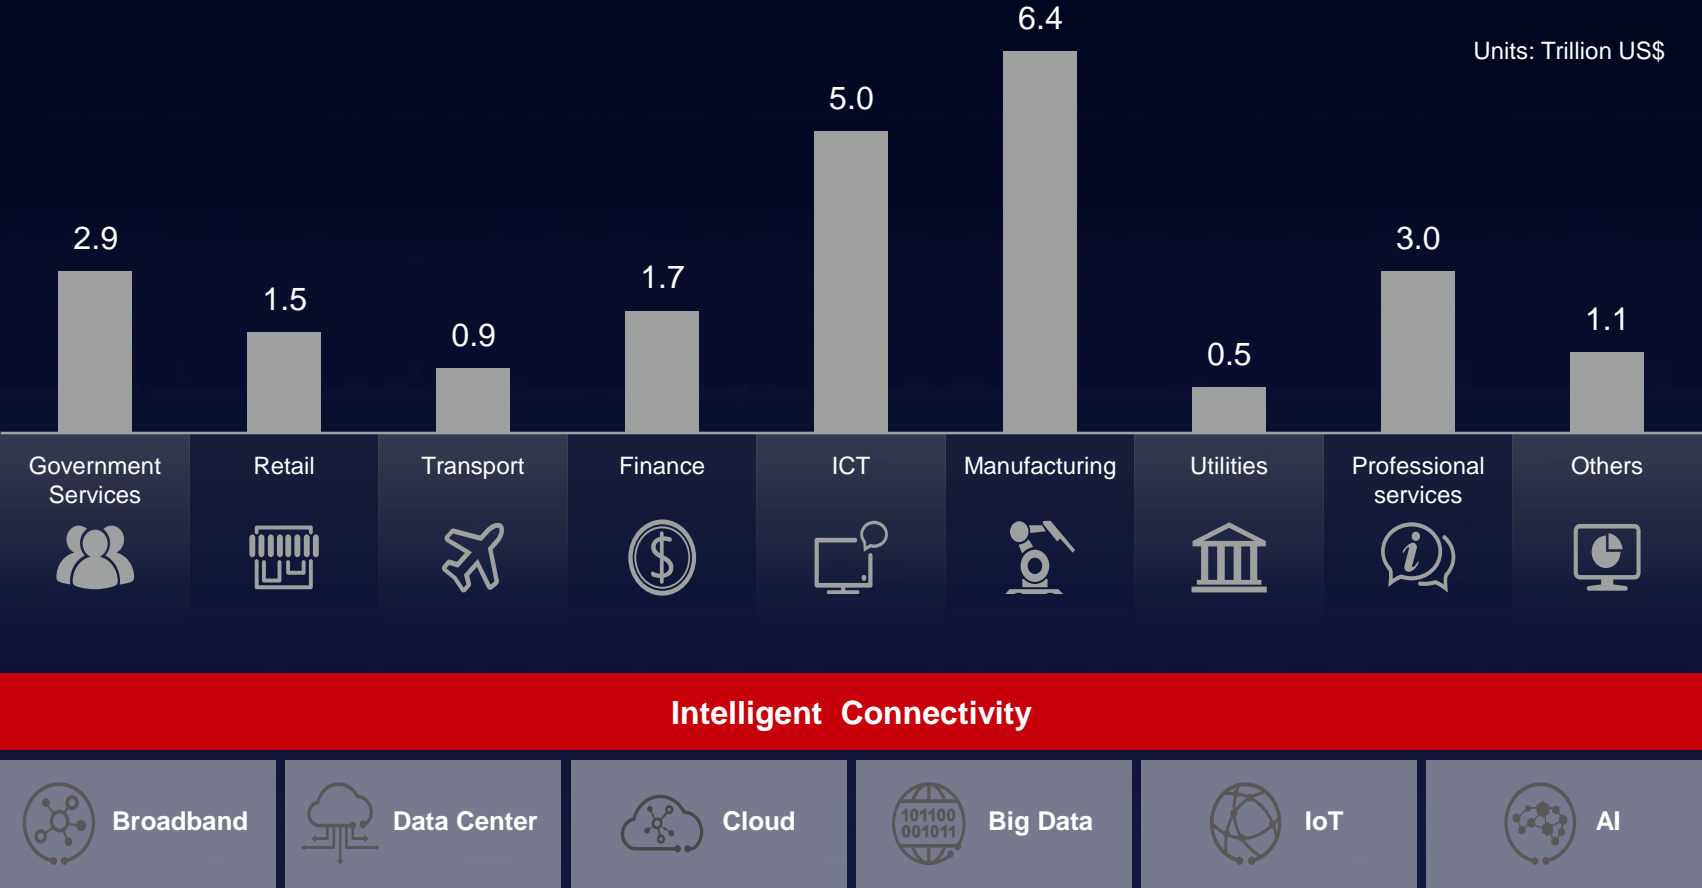 6.4
Units: Trillion US$
5.0
2.9
3.0
1.7
1.5
1.1
0.9
0.5
Government
Services
Retail
Transport
Finance
ICT
Manufacturing
Utilities
Professional
services
Others
$
i
Intelligent Connectivity
Broadband
Data Center
Cloud
101100
001011
Big Data
IoT
AI